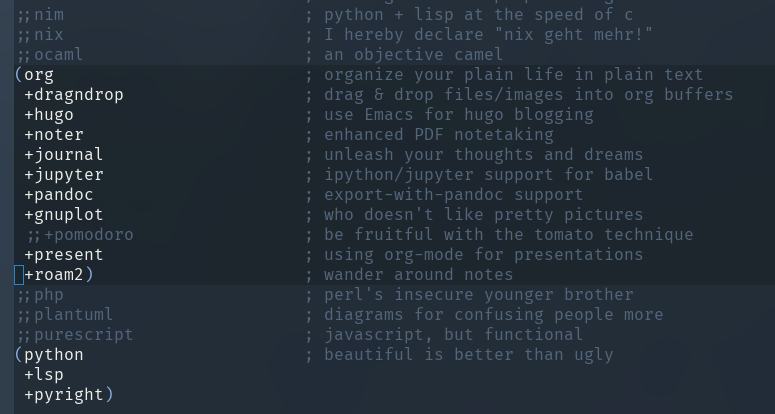 ;;nim ; python + lisp at the speed of c
;;nix ; I hereby declare "nix geht mehr!"
;;ocaml ; an objective camel
(org ; organize your plain life in plain text
+dragndrop ; drag & drop files/images into org buffers
+hugo ; use Emacs for hugo blogging
+noter ; enhanced PDF notetaking
+journal ; unleash your thoughts and dreams
+jupyter ; ipython/jupyter support for babel
+pandoc ; export-with-pandoc support
+gnuplot ; who doesn't like pretty pictures
;;+pomodoro ; be fruitful with the tomato technique
+present ; using org-mode for presentations
+roam2) ; wander around notes
;;php ; perl's insecure younger brother
;;plantuml ; diagrams for confusing people more
;;purescript ; javascript, but functional
(python ; beautiful is better than ugly
+lsp
+pyright)